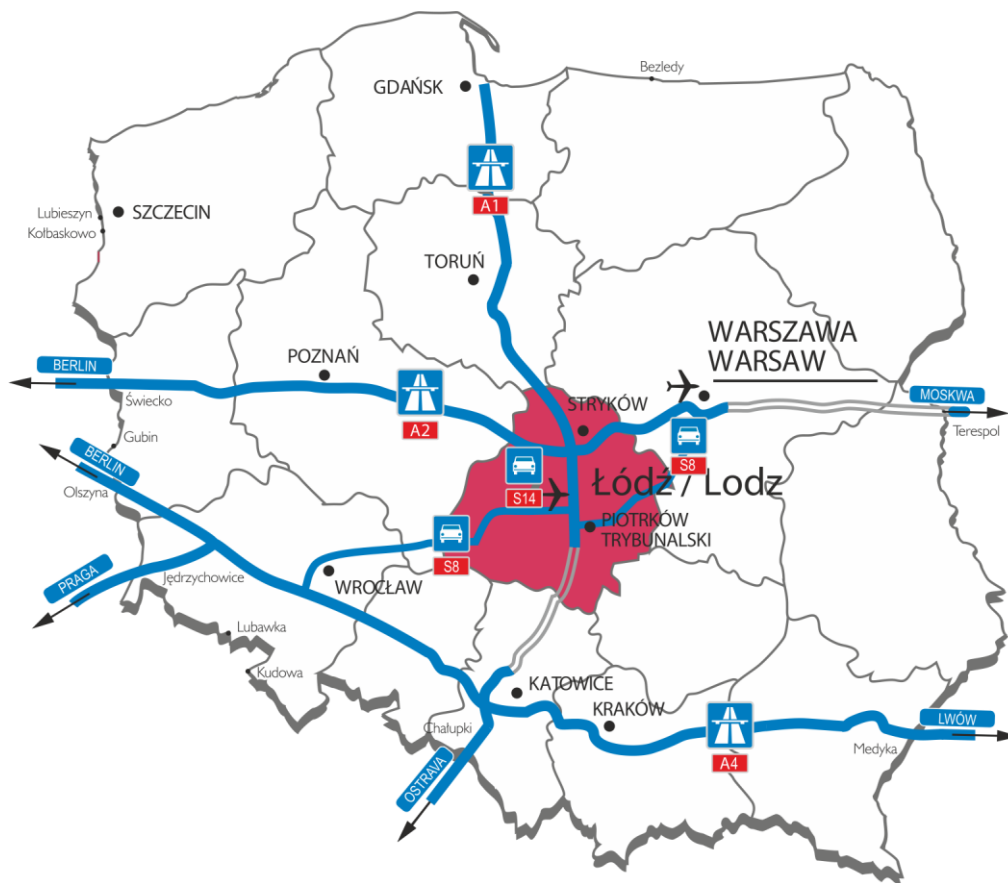 GDAŃSK
Bezledy
A1
Lubieszyn
SZCZECIN
Kołbaskowo
TORUŃ
WARSZAWA
WARSAW
POZNAŃ
BERLIN
MOSKWA
Świecko
A2
STRYKÓW
Terespol
Gubin
BERLIN
S8
Olszyna
Łódź / Lodz
S14
PIOTRKÓW
TRYBUNALSKI
S8
PRAGA
Jędrzychowice
WROCŁAW
Lubawka
Kudowa
KATOWICE
KRAKÓW
LWÓW
Chałupki
Medyka
A4
OSTRAVA